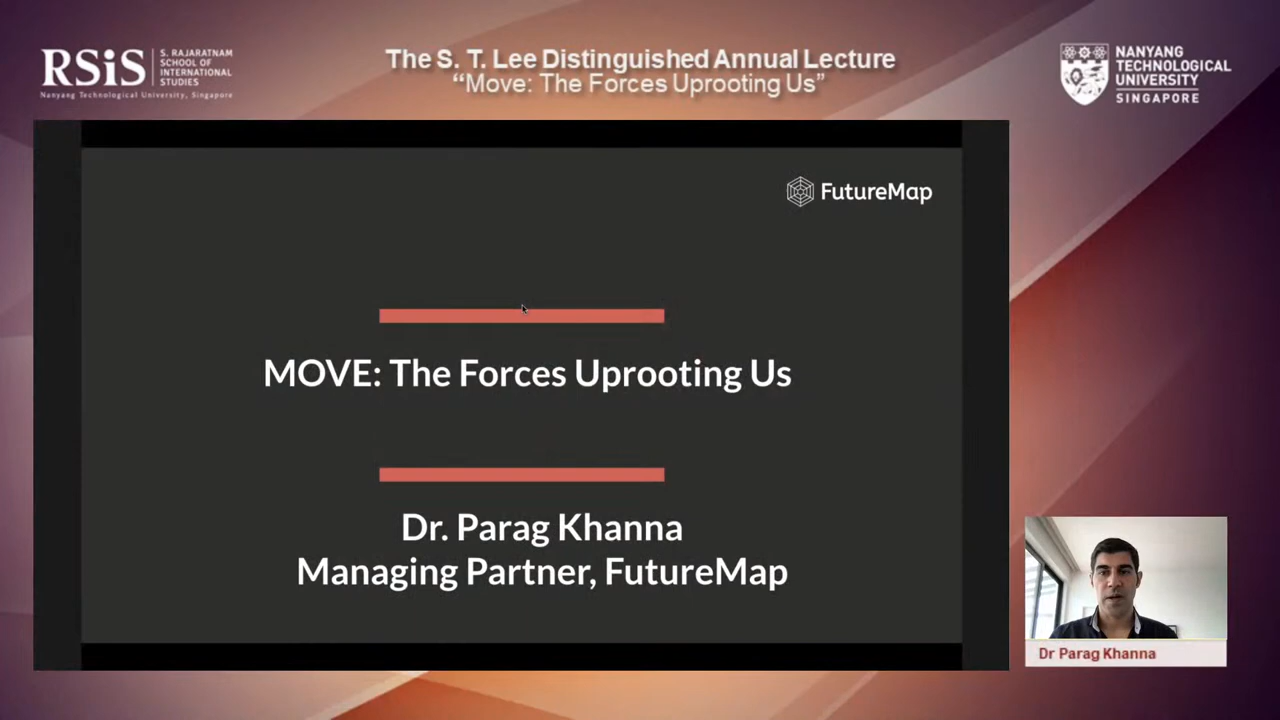 RSiS
S. RAJARATNAM
SCHOOL OF
INTERNATIONAL
STUDIES
Nanyang Technological University, Singapore
The S. T. Lee Distinguished Annual Lecture
“Move: The Forces Uprooting Us”
NANYANG
TECHNOLOGICAL
UNIVERSITY
SINGAPORE
FutureMap
MOVE: The Forces Uprooting Us
Dr. Parag Khanna
Managing Partner, FutureMap
Dr Parag Khanna